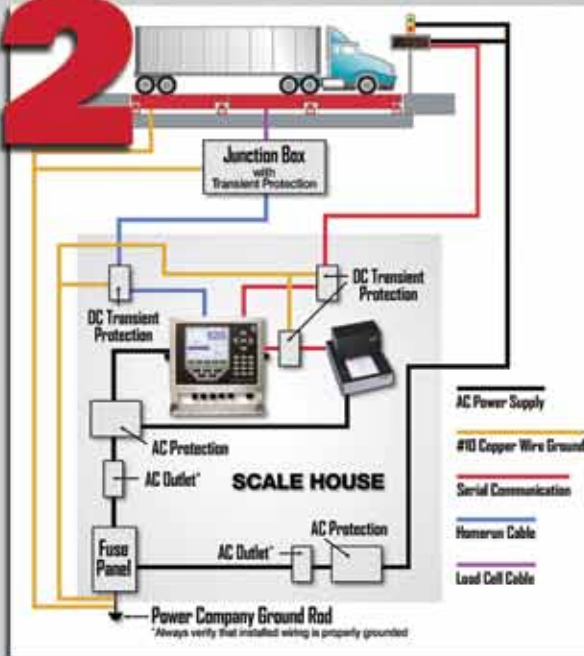 2
Junction Box
with
Transient Protection
DC Transient
Protection
DC Transient
Protection
AC Protection
AC Outlet*
SCALE HOUSE
Fuse
Panel
AC Outlet*
AC Protection
Power Company Ground Rod
*Always verify that installed wiring is properly grounded
AC Power Supply
#10 Copper Wire Ground
Serial Communication
Homerun Cable
Load Cell Cable